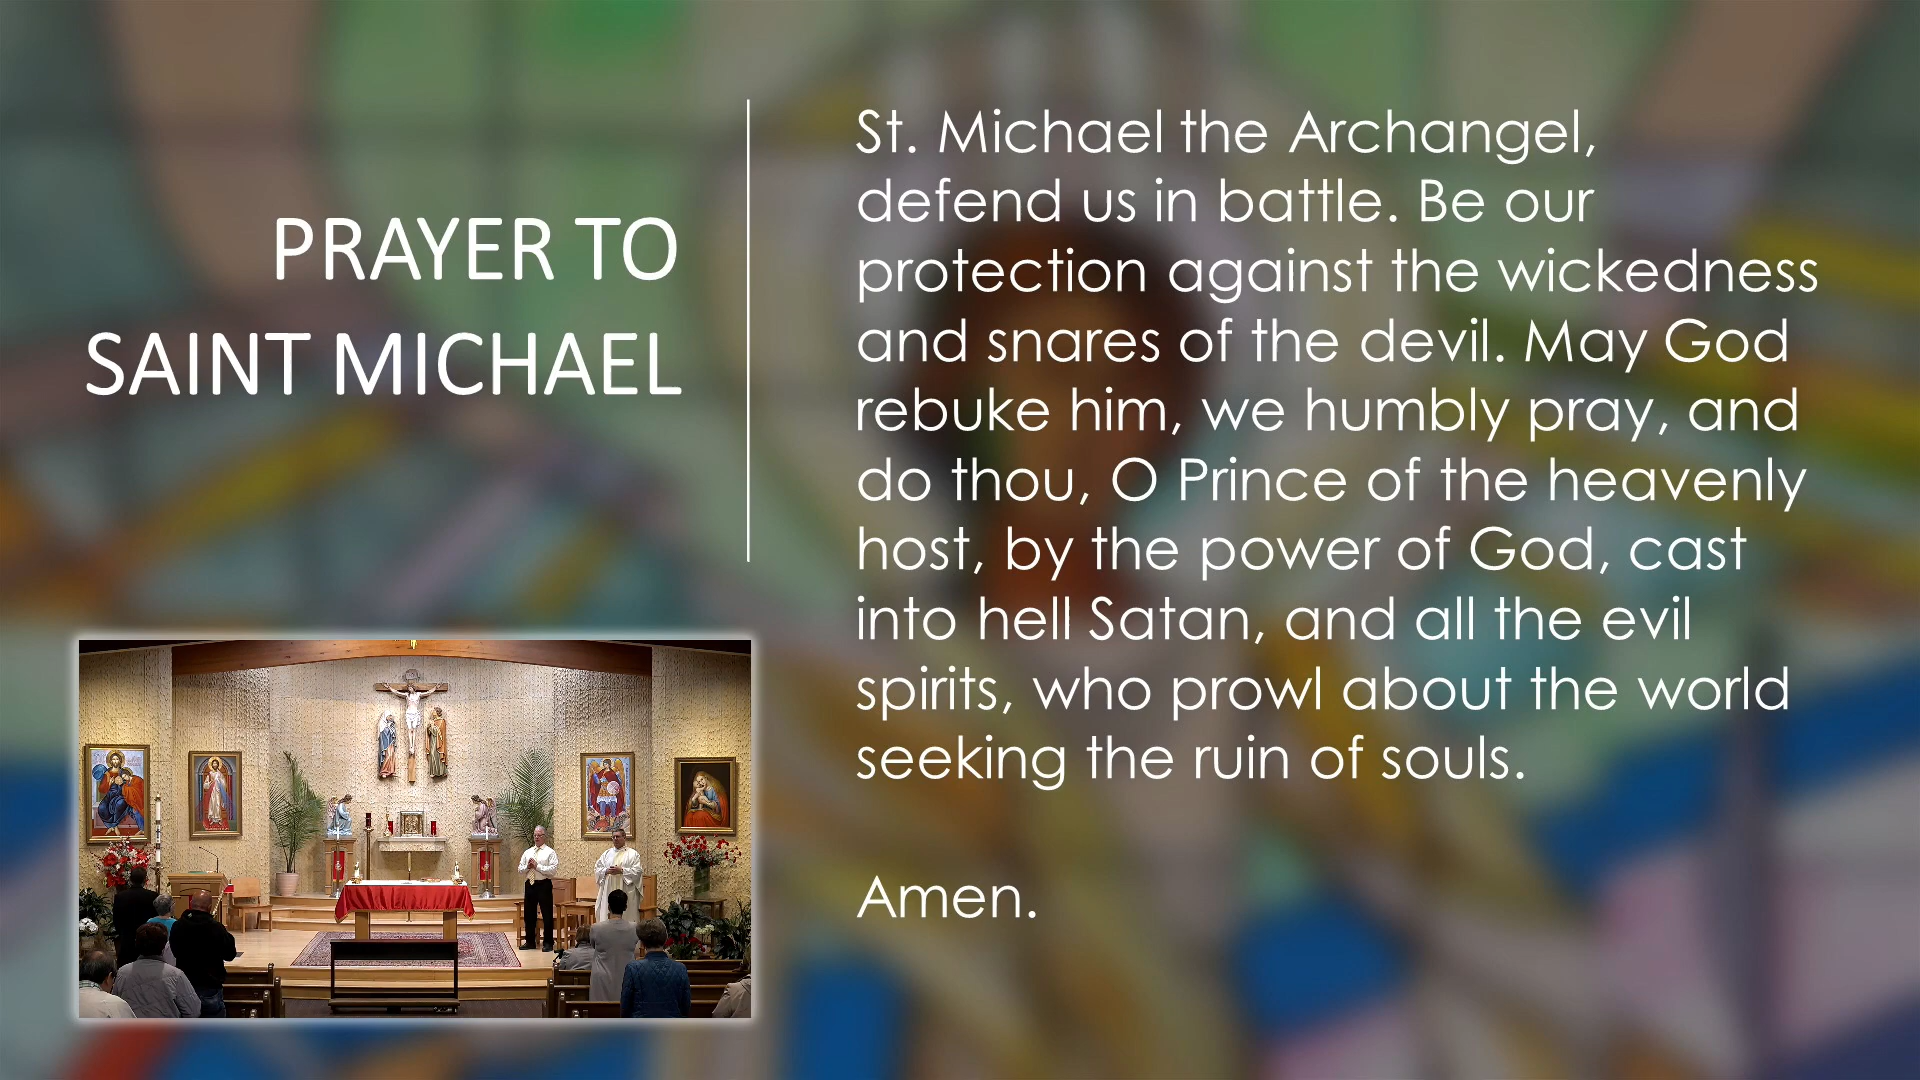 PRAYER TO
SAINT MICHAEL
St. Michael the Archangel,
defend us in battle. Be our
protection against the wickedness
and snares of the devil. May God
rebuke him, we humbly pray, and
do thou, O Prince of the heavenly
host, by the power of God, cast
into hell Satan, and all the evil
spirits, who prowl about the world
seeking the ruin of souls.
Amen.